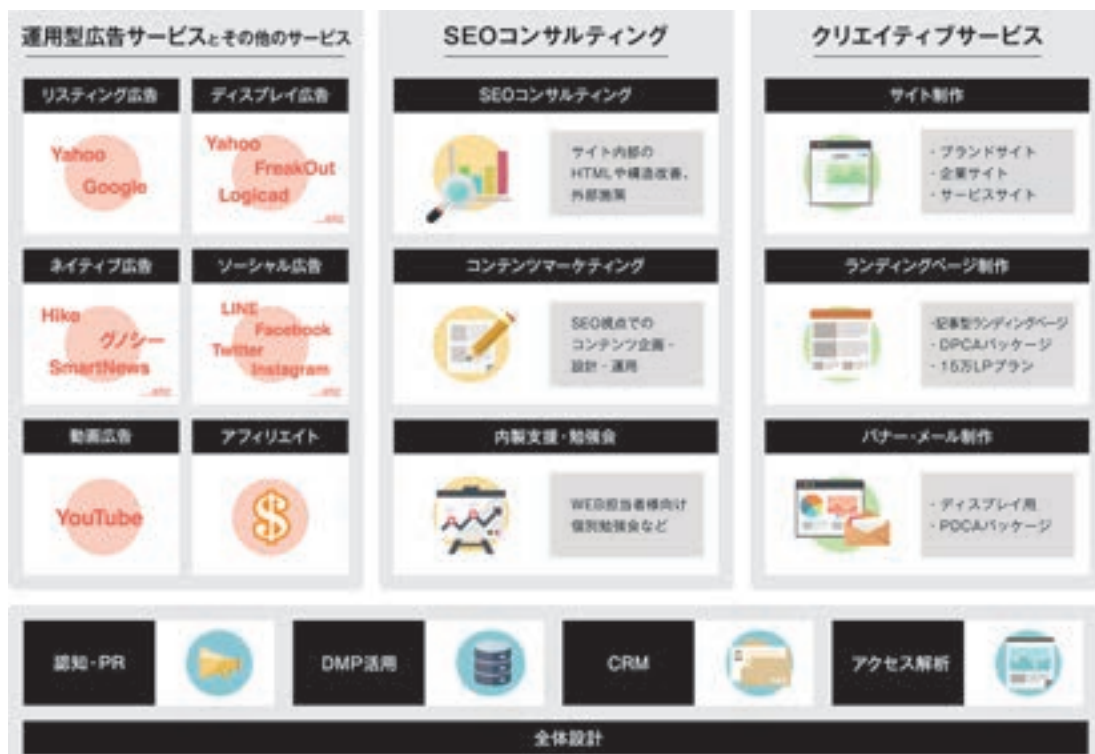 運用型広告サービスとその他のサービス
リスティング広告
ディスプレイ広告
Yahoo
Google
Yahoo
FreakOut
Logicad
...etc
ネイティブ広告
ソーシャル広告
Hike
グノシー
SmartNews
...etc
LINE
Facebook
Twitter
Instagram
...etc
動画広告
アフィリエイト
YouTube
$
SEOコンサルティング
SEOコンサルティング
サイト内部の
HTMLや構造改善、
外部施策
コンテンツマーケティング
SEO視点での
コンテンツ企画・
設計・運用
内製支援・勉強会
WEB担当者様向け
個別勉強会など
クリエイティブサービス
サイト制作
・ブランドサイト
・企業サイト
・サービスサイト
ランディングページ制作
・記事型ランディングページ
・DPCAパッケージ
・15万LPプラン
バナー・メール制作
・ディスプレイ用
・PDCAパッケージ
認知・PR
DMP活用
CRM
アクセス解析
全体設計